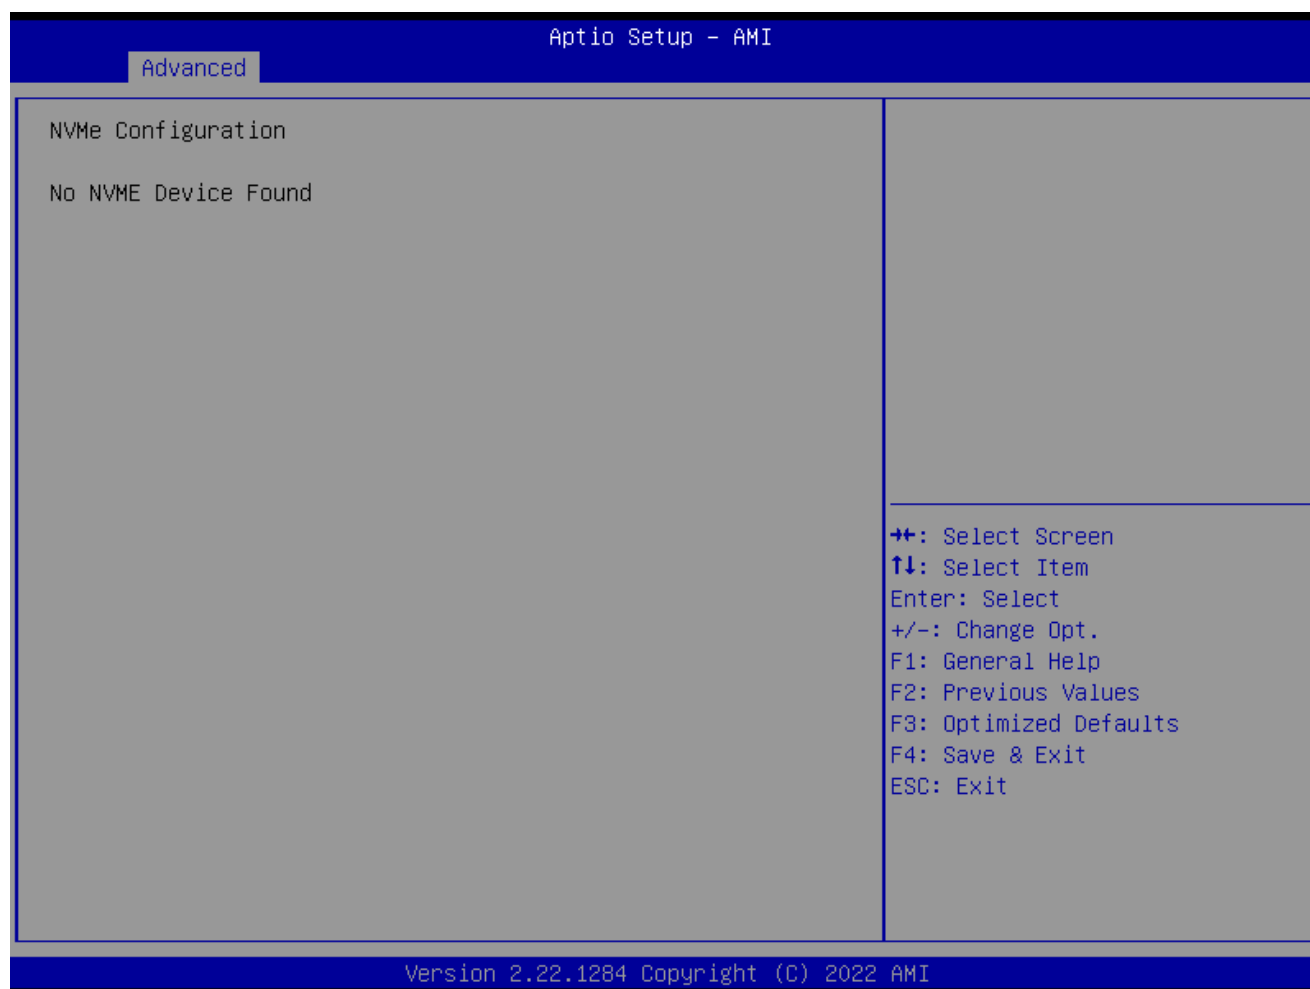 Aptio Setup – AMI
Advanced
NVMe Configuration
No NVME Device Found
→←: Select Screen
↑↓: Select Item
Enter: Select
+/-: Change Opt.
F1: General Help
F2: Previous Values
F3: Optimized Defaults
F4: Save & Exit
ESC: Exit
Version 2.22.1284 Copyright (C) 2022 AMI